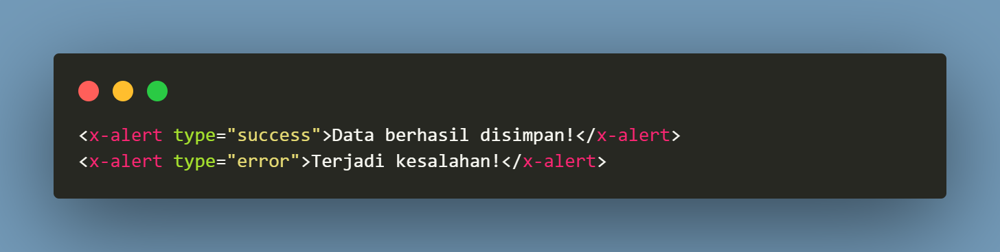 <x-alert type="success">Data berhasil disimpan!</x-alert>
<x-alert type="error">Terjadi kesalahan!</x-alert>